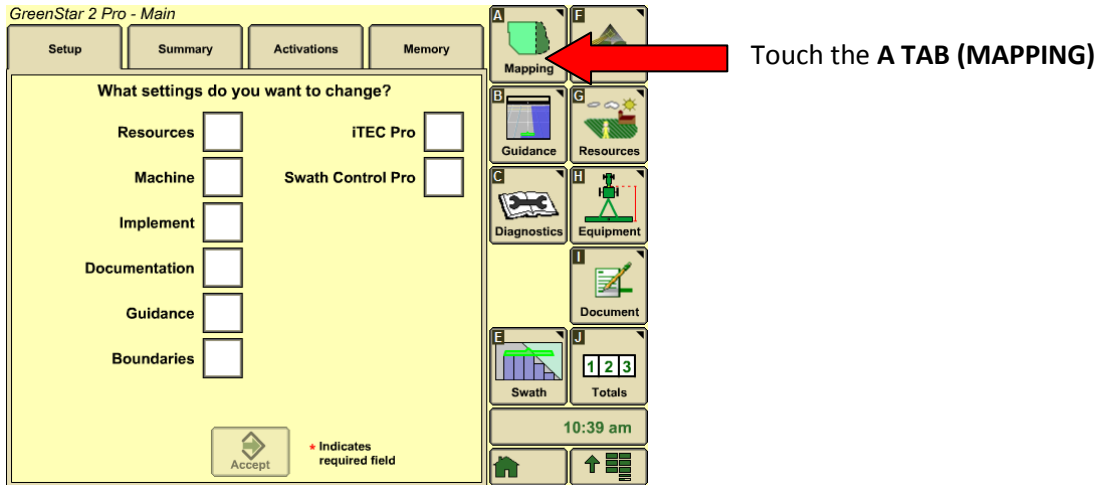 GreenStar 2 Pro - Main
Setup
Summary
Activations
Memory
What settings do you want to change?
Resources
iTEC Pro
Machine
Swath Control Pro
Implement
Documentation
Guidance
Boundaries
Accept
* Indicates
required field
A
Mapping
F
B
Guidance
G
Resources
C
Diagnostics
H
Equipment
I
Document
E
Swath
J
1 2 3
Totals
10:39 am
Touch the A TAB (MAPPING)